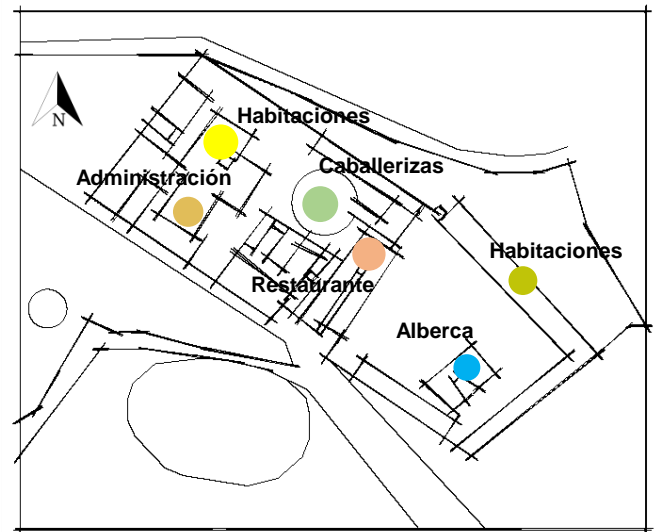 Habitaciones
Caballerizas
Administración
N
Habitaciones
Restaurante
Alberca